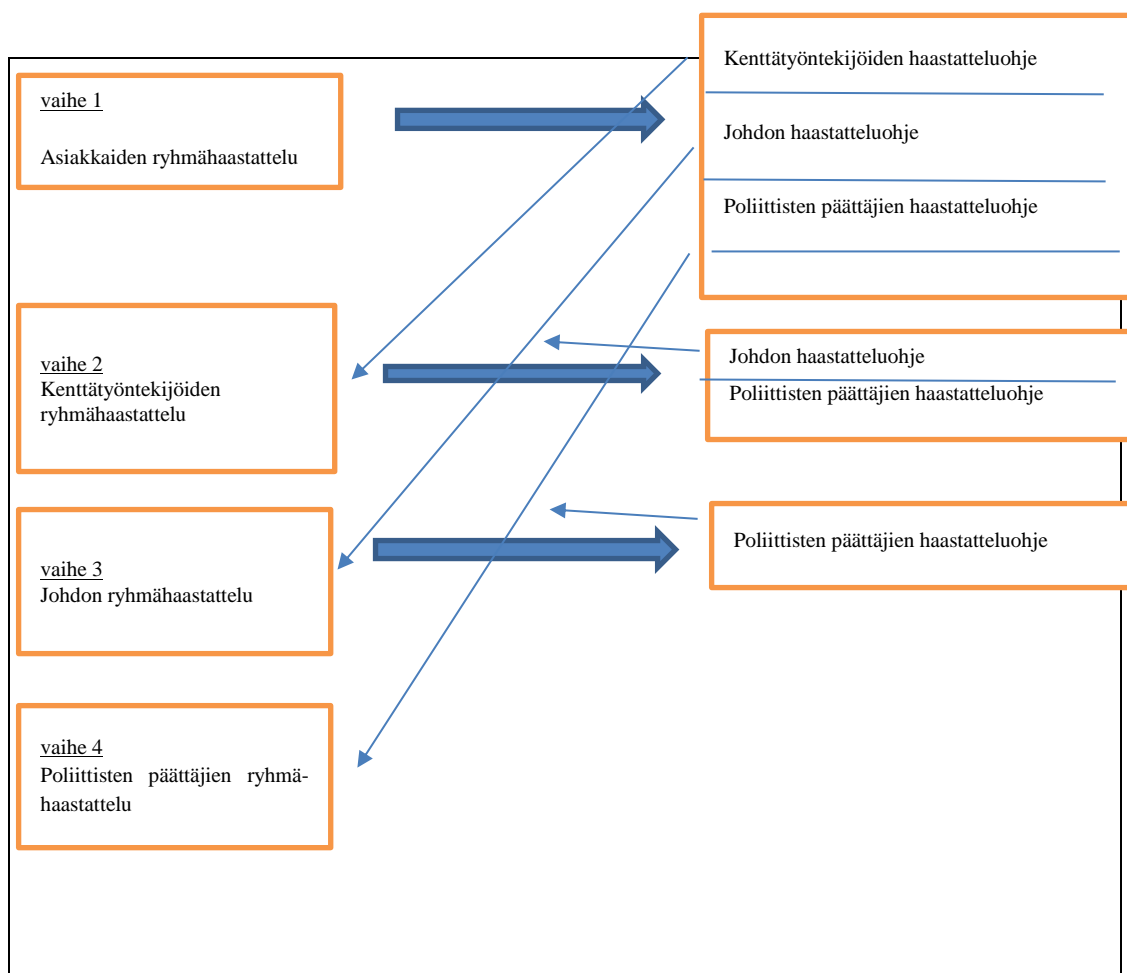 vaihe 1
Asiakkaiden ryhmähaastattelu
Kenttätyöntekijöiden haastatteluohje
Johdon haastatteluohje
Poliittisten päättäjien haastatteluohje
vaihe 2
Kenttätyöntekijöiden
ryhmähaastattelu
Johdon haastatteluohje
Poliittisten päättäjien haastatteluohje
vaihe 3
Johdon ryhmähaastattelu
Poliittisten päättäjien haastatteluohje
vaihe 4
Poliittisten päättäjien ryhmä-
haastattelu